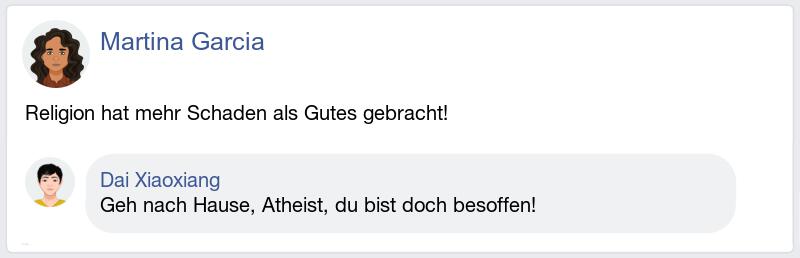 Martina Garcia
Religion hat mehr Schaden als Gutes gebracht!
Dai Xiaoxiang
Geh nach Hause, Atheist, du bist doch besoffen!